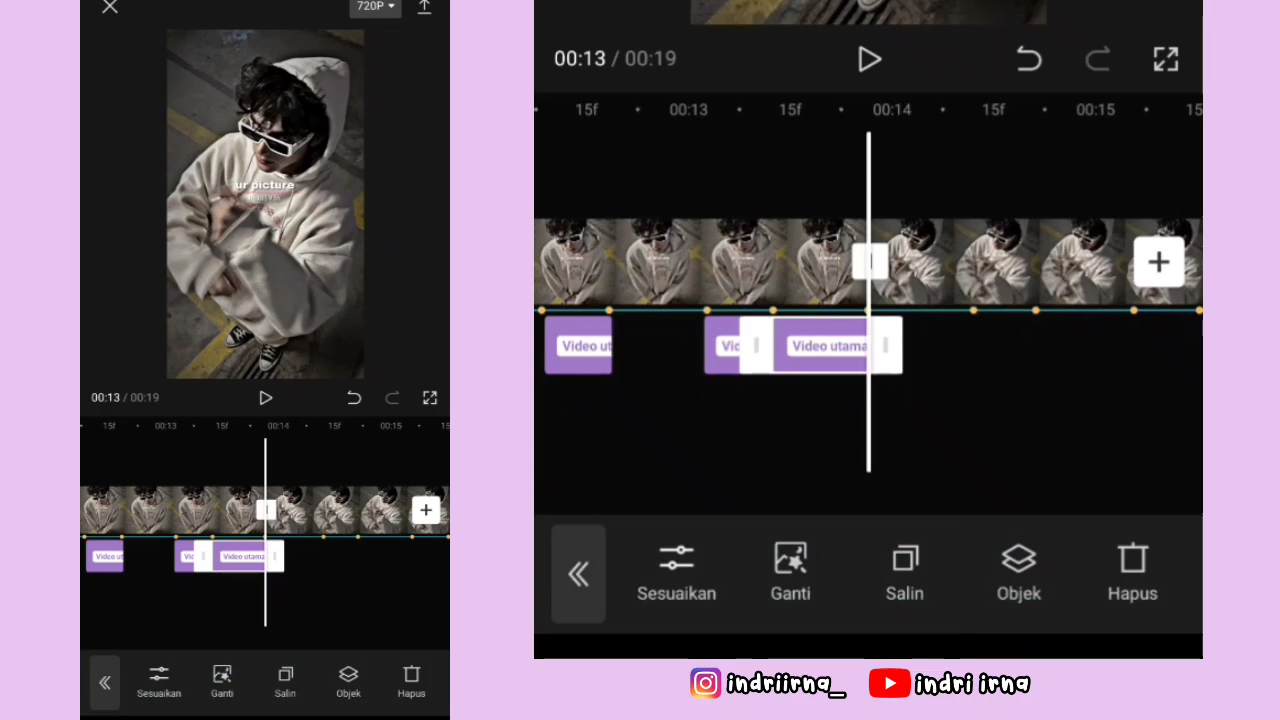 720P
ur picture
00:13 / 00:19
15f 00:13 15f 00:14 15f 00:15 15
Video ut Vid Video utama
Sesuaikan Ganti Salin Objek Hapus
00:13 / 00:19
15f 00:13 15f 00:14 15f 00:15 15
Video ut Vid Video utama
Sesuaikan Ganti Salin Objek Hapus
indriirna_ indri irna